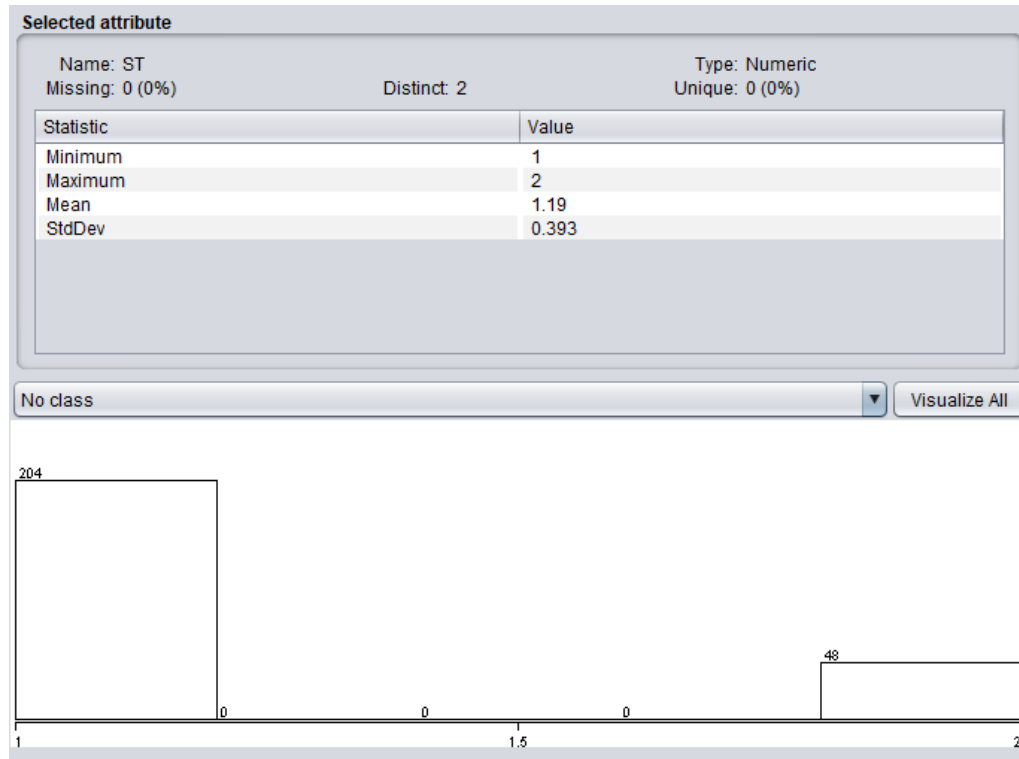 Selected attribute
Name: ST Type: Numeric
Missing: 0 (0%) Distinct: 2 Unique: 0 (0%)
Statistic Value
Minimum 1
Maximum 2
Mean 1.19
StdDev 0.393
No class Visualize All
204
48
0 0 0
1 1.5 2